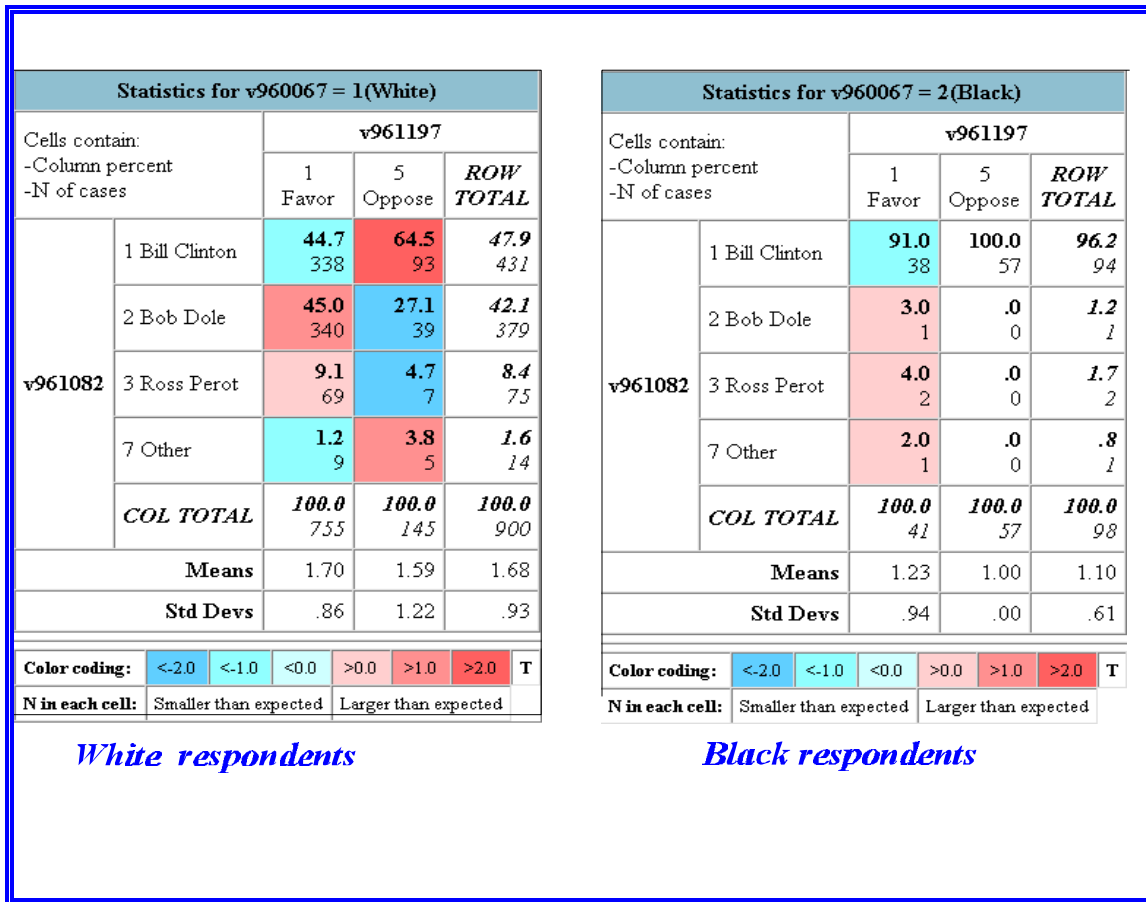 Statistics for v960067 = 1(White)
Cells contain:
-Column percent
-N of cases
v961197
1
Favor
5
Oppose
ROW
TOTAL
v961082
1 Bill Clinton
44.7
338
64.5
93
47.9
431
2 Bob Dole
45.0
340
27.1
39
42.1
379
3 Ross Perot
9.1
69
4.7
7
8.4
75
7 Other
1.2
9
3.8
5
1.6
14
COL TOTAL
100.0
755
100.0
145
100.0
900
Means 1.70 1.59 1.68
Std Devs .86 1.22 .93
Color coding: <-2.0 <-1.0 <0.0 >0.0 >1.0 >2.0 T
N in each cell: Smaller than expected Larger than expected
White respondents
Statistics for v960067 = 2(Black)
Cells contain:
-Column percent
-N of cases
v961197
1
Favor
5
Oppose
ROW
TOTAL
v961082
1 Bill Clinton
91.0
38
100.0
57
96.2
94
2 Bob Dole
3.0
1
.0
0
1.2
1
3 Ross Perot
4.0
2
.0
0
1.7
2
7 Other
2.0
1
.0
0
.8
1
COL TOTAL
100.0
41
100.0
57
100.0
98
Means 1.23 1.00 1.10
Std Devs .94 .00 .61
Color coding: <-2.0 <-1.0 <0.0 >0.0 >1.0 >2.0 T
N in each cell: Smaller than expected Larger than expected
Black respondents